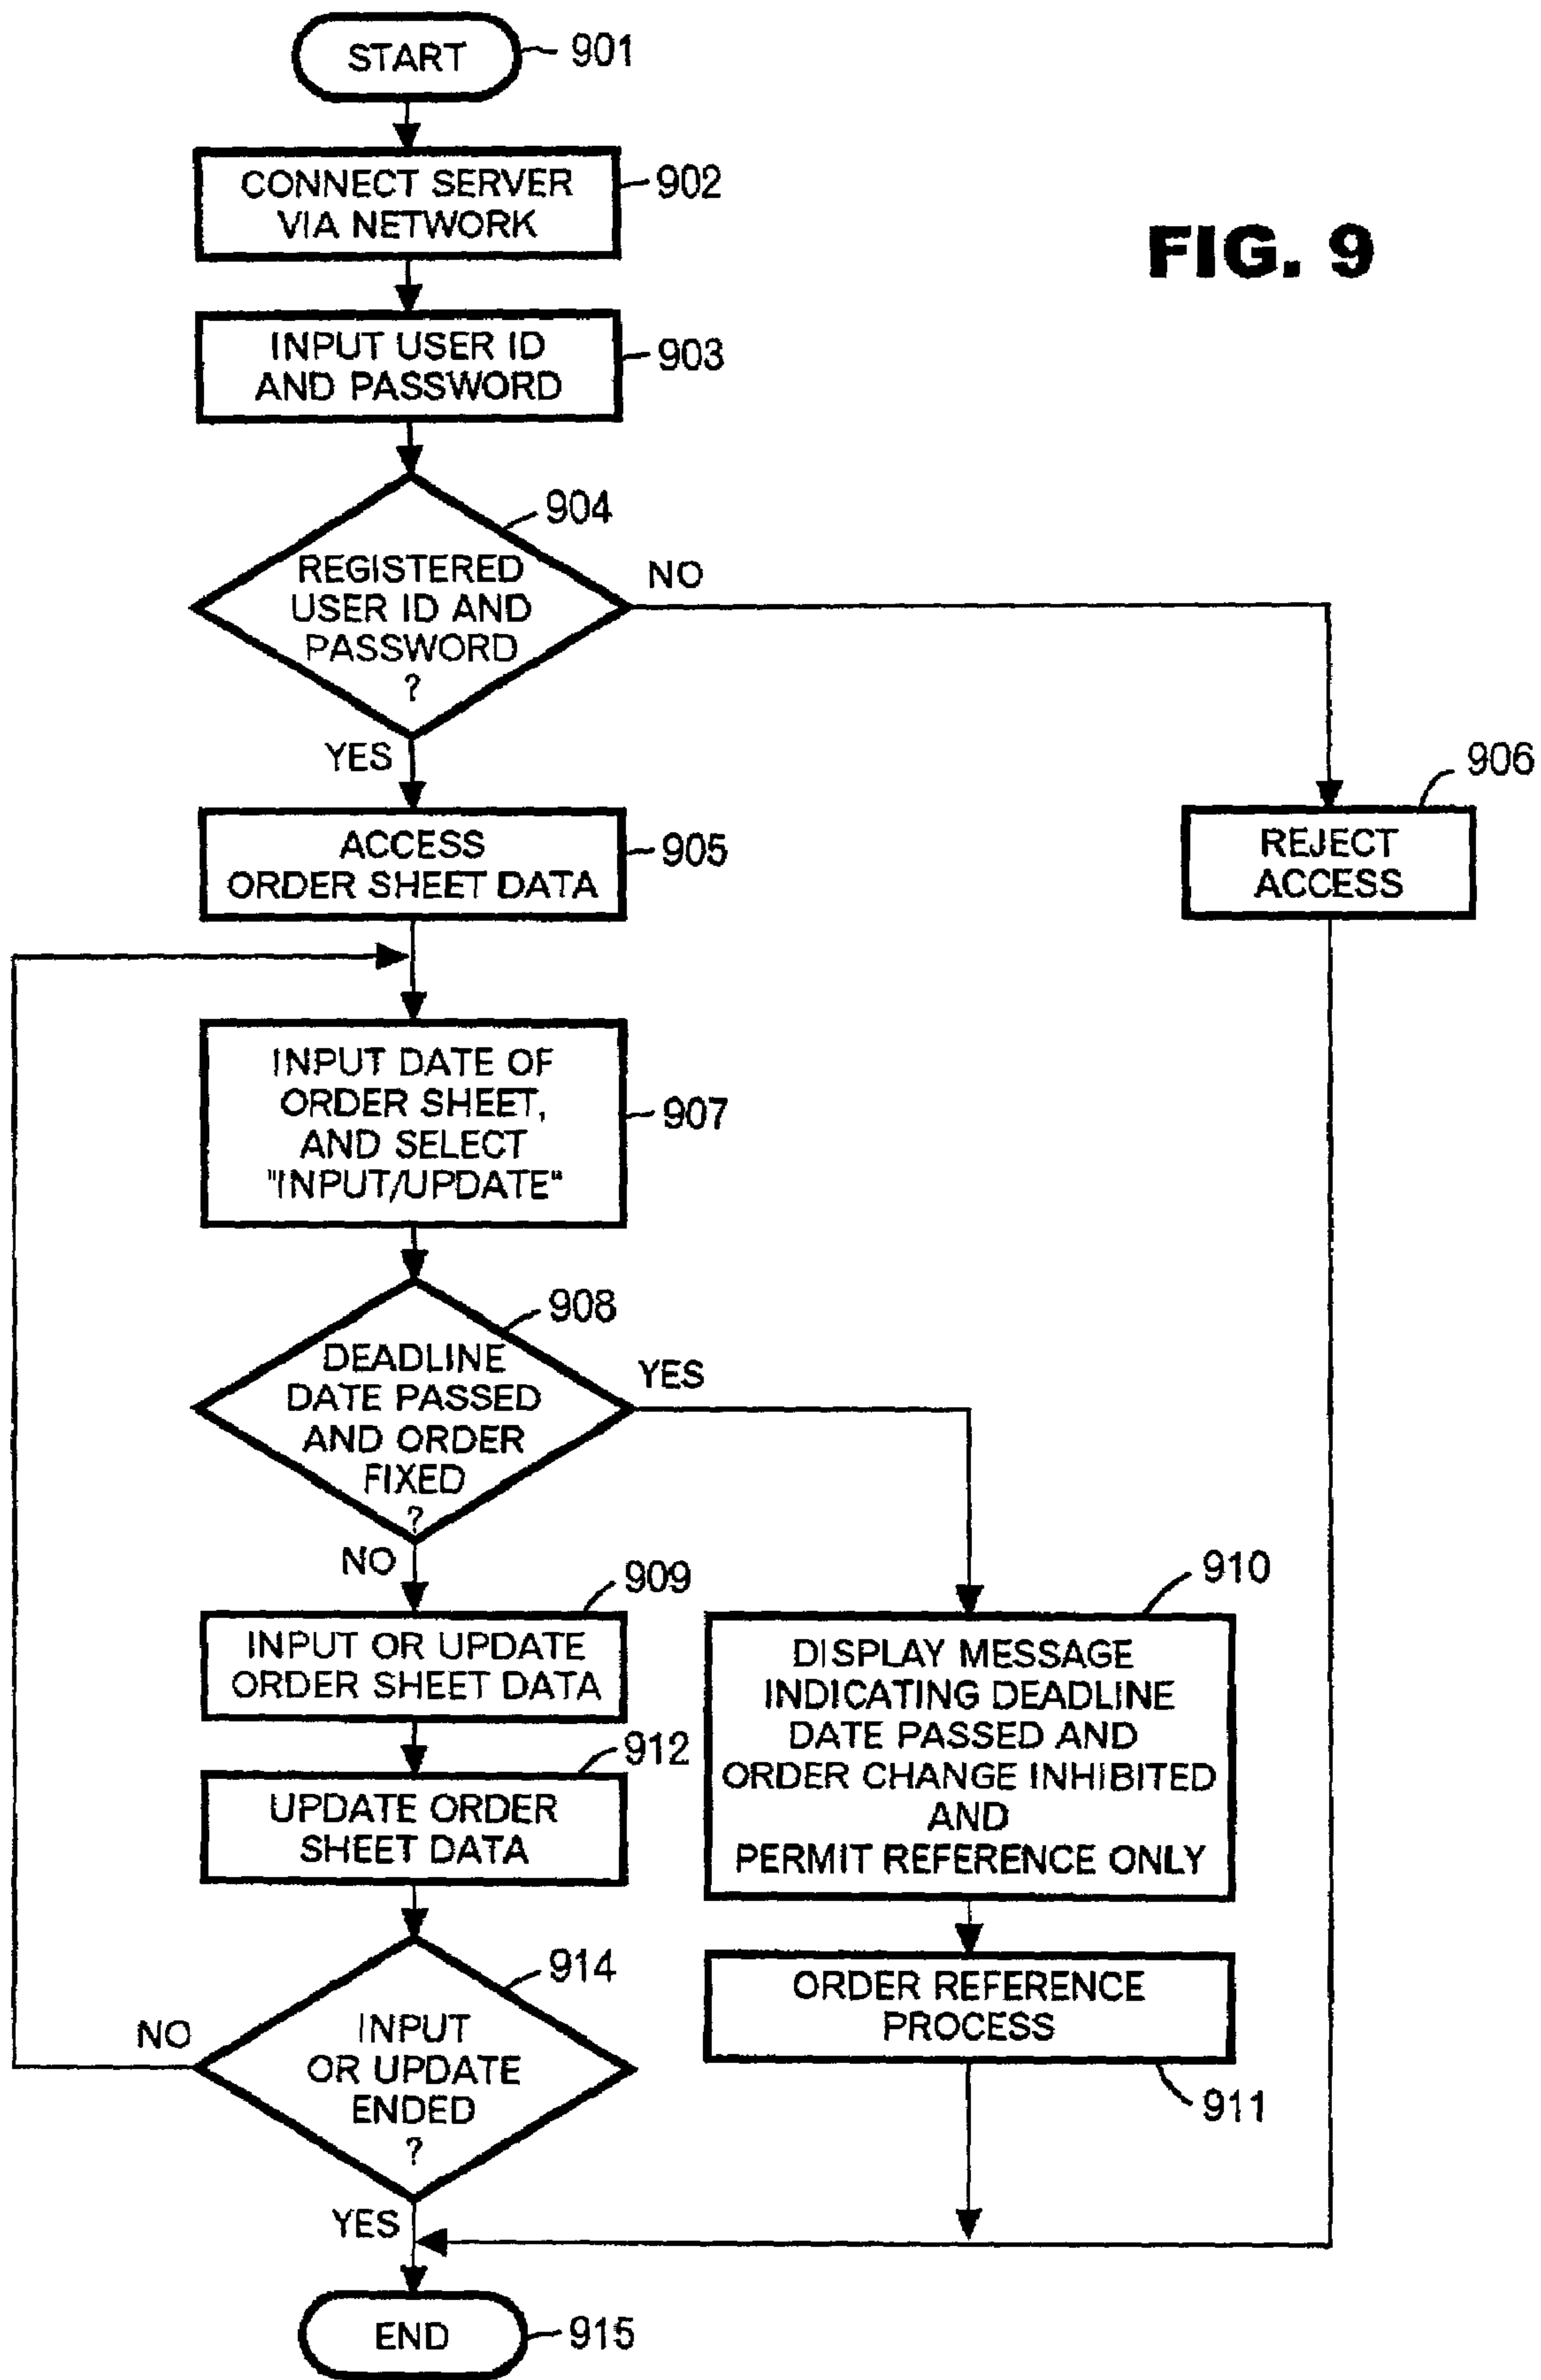 START
901
CONNECT SERVER
VIA NETWORK
902
FIG. 9
INPUT USER ID
AND PASSWORD
903
904
REGISTERED
USER ID AND
PASSWORD
?
NO
YES
906
ACCESS
ORDER SHEET DATA
905
REJECT
ACCESS
INPUT DATE OF
ORDER SHEET,
AND SELECT
"INPUT/UPDATE"
907
908
DEADLINE
DATE PASSED
AND ORDER
FIXED
?
YES
NO
909
INPUT OR UPDATE
ORDER SHEET DATA
910
DISPLAY MESSAGE
INDICATING DEADLINE
DATE PASSED AND
ORDER CHANGE INHIBITED
AND
PERMIT REFERENCE ONLY
912
UPDATE ORDER
SHEET DATA
914
INPUT
OR UPDATE
ENDED
?
NO
YES
ORDER REFERENCE
PROCESS
911
END
915